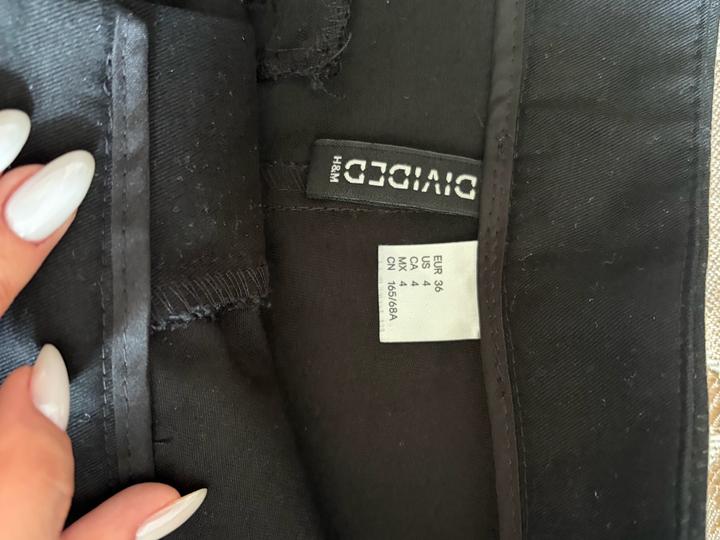 DIVIDED
H&M
EUR 36
US 4
CA 4
MX 4
CN 165/68A